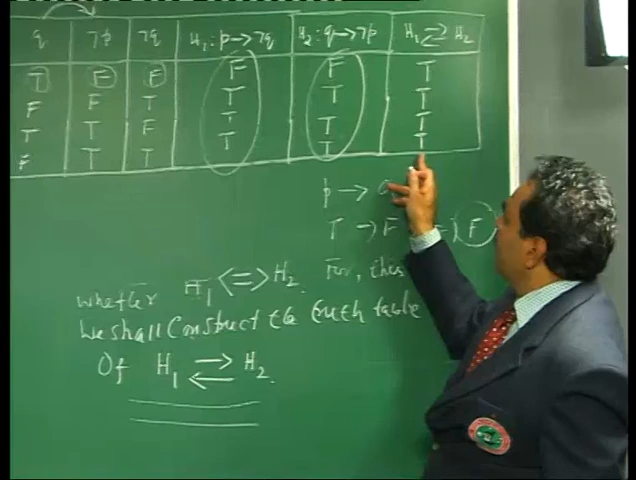 q ¬p ¬q H₁: p→¬q H₂: q→¬p H₁ ⇄ H₂
T F F F F T
F F T T T T
T T F T T T
F T T T T T
p →
T → F = F
whether H₁ <=> H₂. For, this
We shall Construct the truth table
Of H₁ ⇄ H₂.